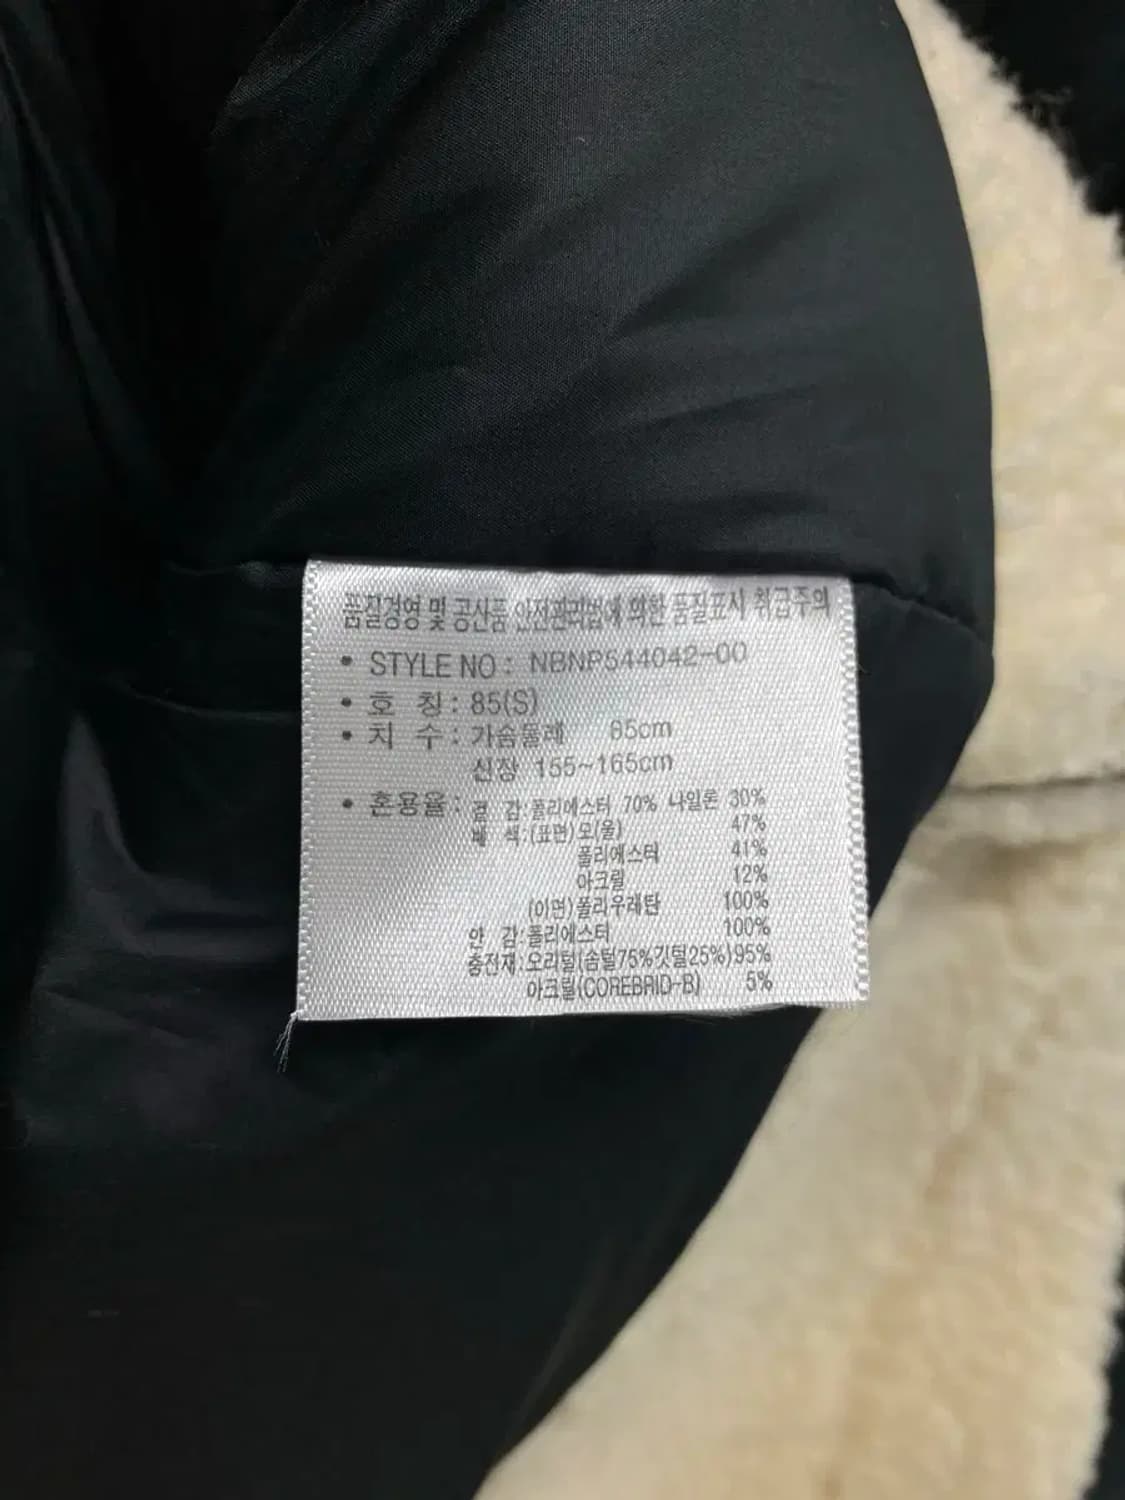 품질경영 및 공산품 안전관리법에 의한 품질표시 취급주의
• STYLE NO : NBNP544042-00
• 호 칭 : 85(S)
• 치 수 : 가슴둘레 85cm
신장 155~165cm
• 혼용율 : 겉 감:폴리에스터 70% 나일론 30%
배 색:(표면)모(울) 47%
폴리에스터 41%
아크릴 12%
(이면)폴리우레탄 100%
안 감:폴리에스터 100%
충전재:오리털(솜털75%깃털25%)95%
아크릴(COREBRID-B) 5%